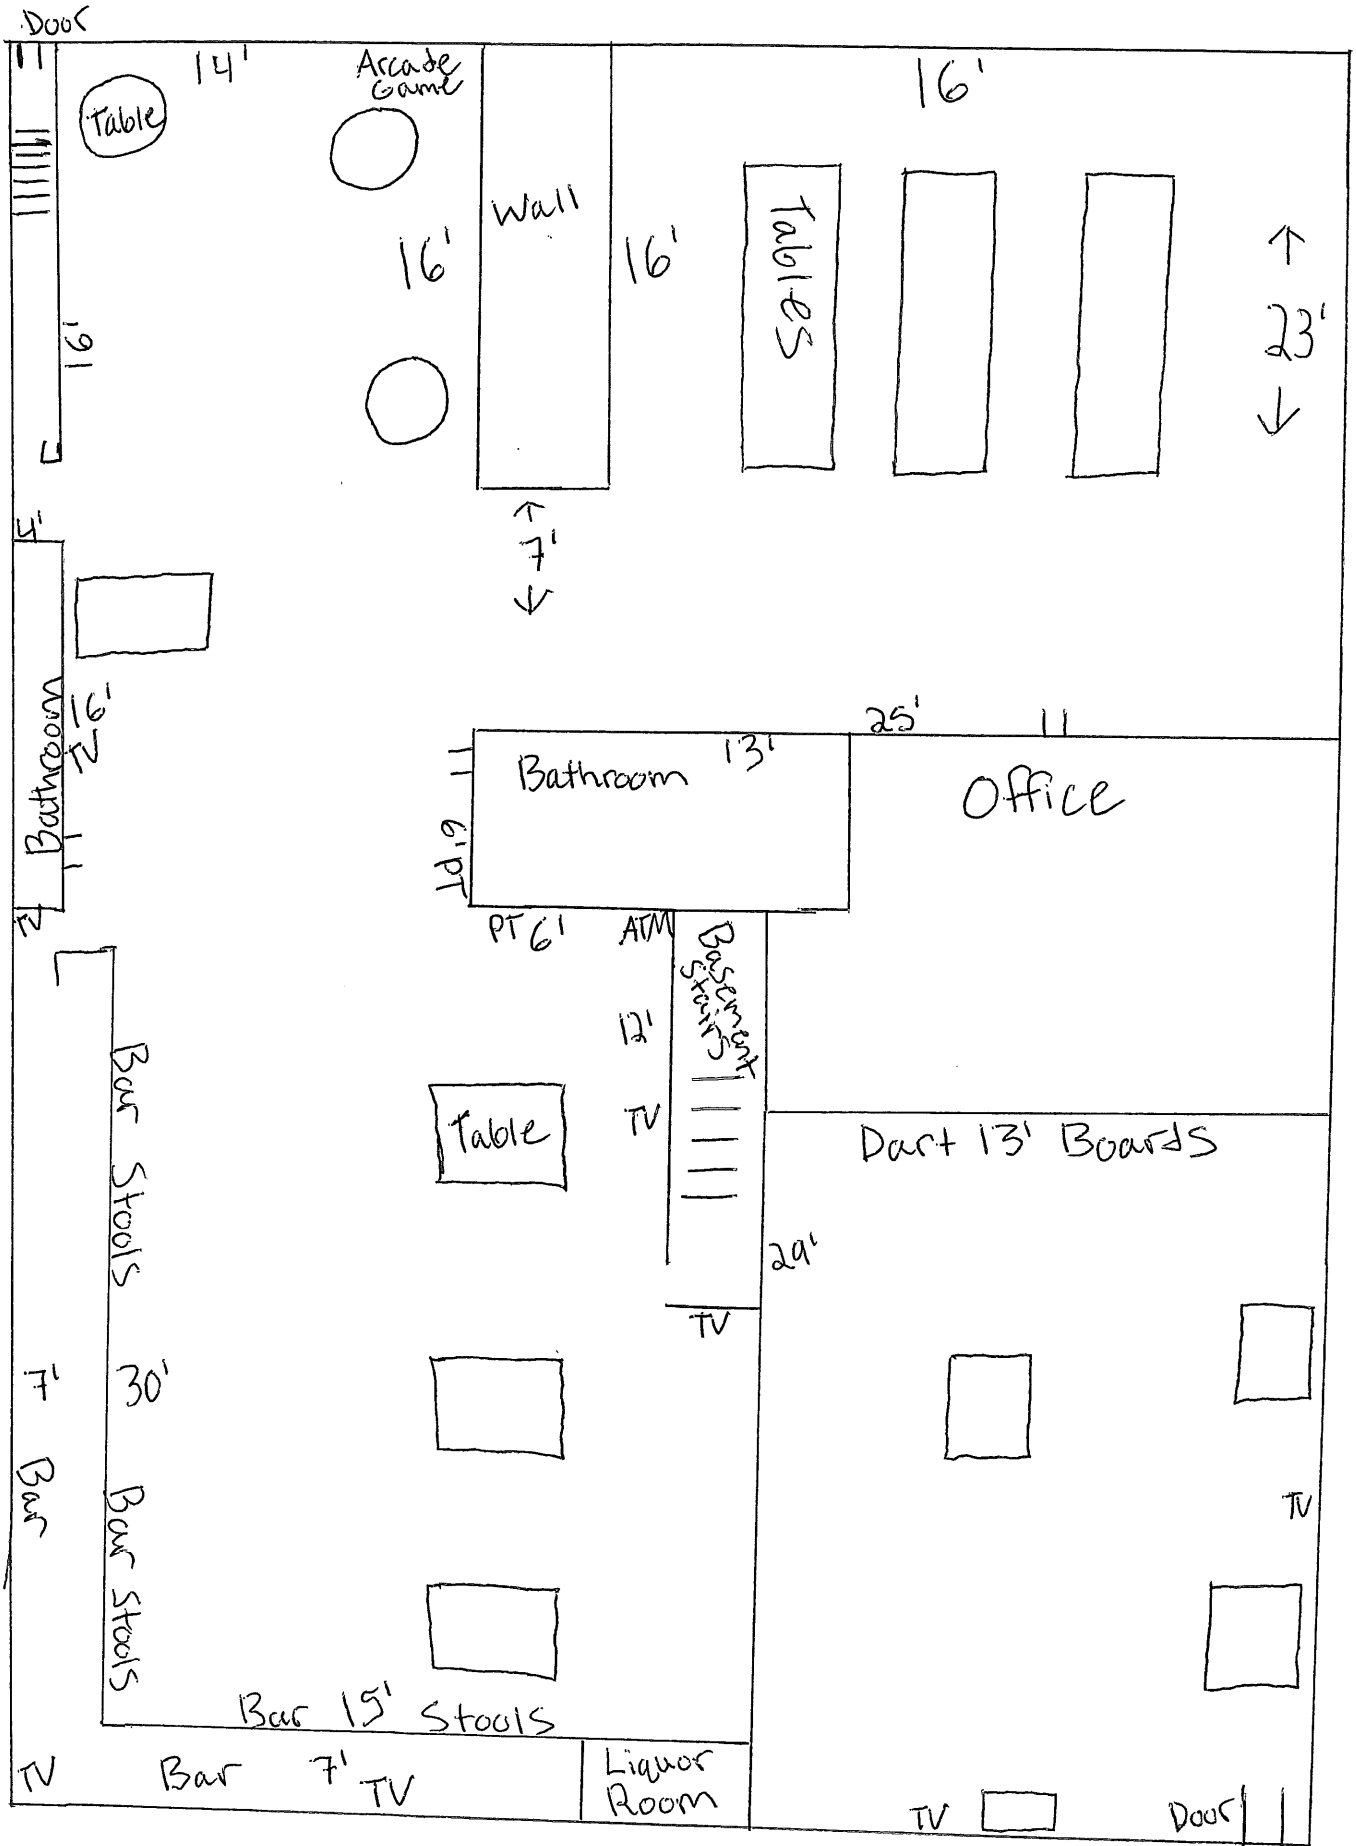 Door
14'
Arcade
Game
16'
Table
Wall
16'
16'
Tables
23'
16'
4'
7'
Bathroom
16'
TV
25'
Bathroom 13'
Office
6' PT
TV
PT 6'
ATM
Basement
Stairs
12'
TV
Bar Stools
Table
Dart 13' Boards
29'
TV
7'
30'
Bar
Bar Stools
TV
Bar 15' Stools
TV
Bar 7'
TV
Liquor
Room
TV
Door